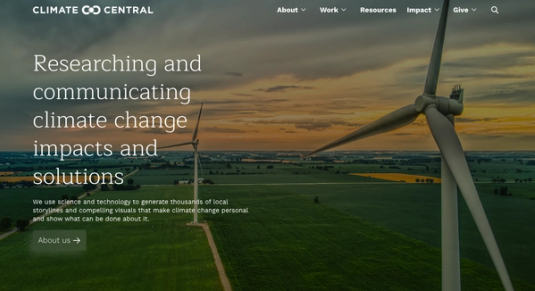 CLIMATE CENTRAL
About Work Resources Impact Give
Researching and
communicating
climate change
impacts and
solutions
We use science and technology to generate thousands of local
storylines and compelling visuals that make climate change personal
and show what can be done about it.
About us →